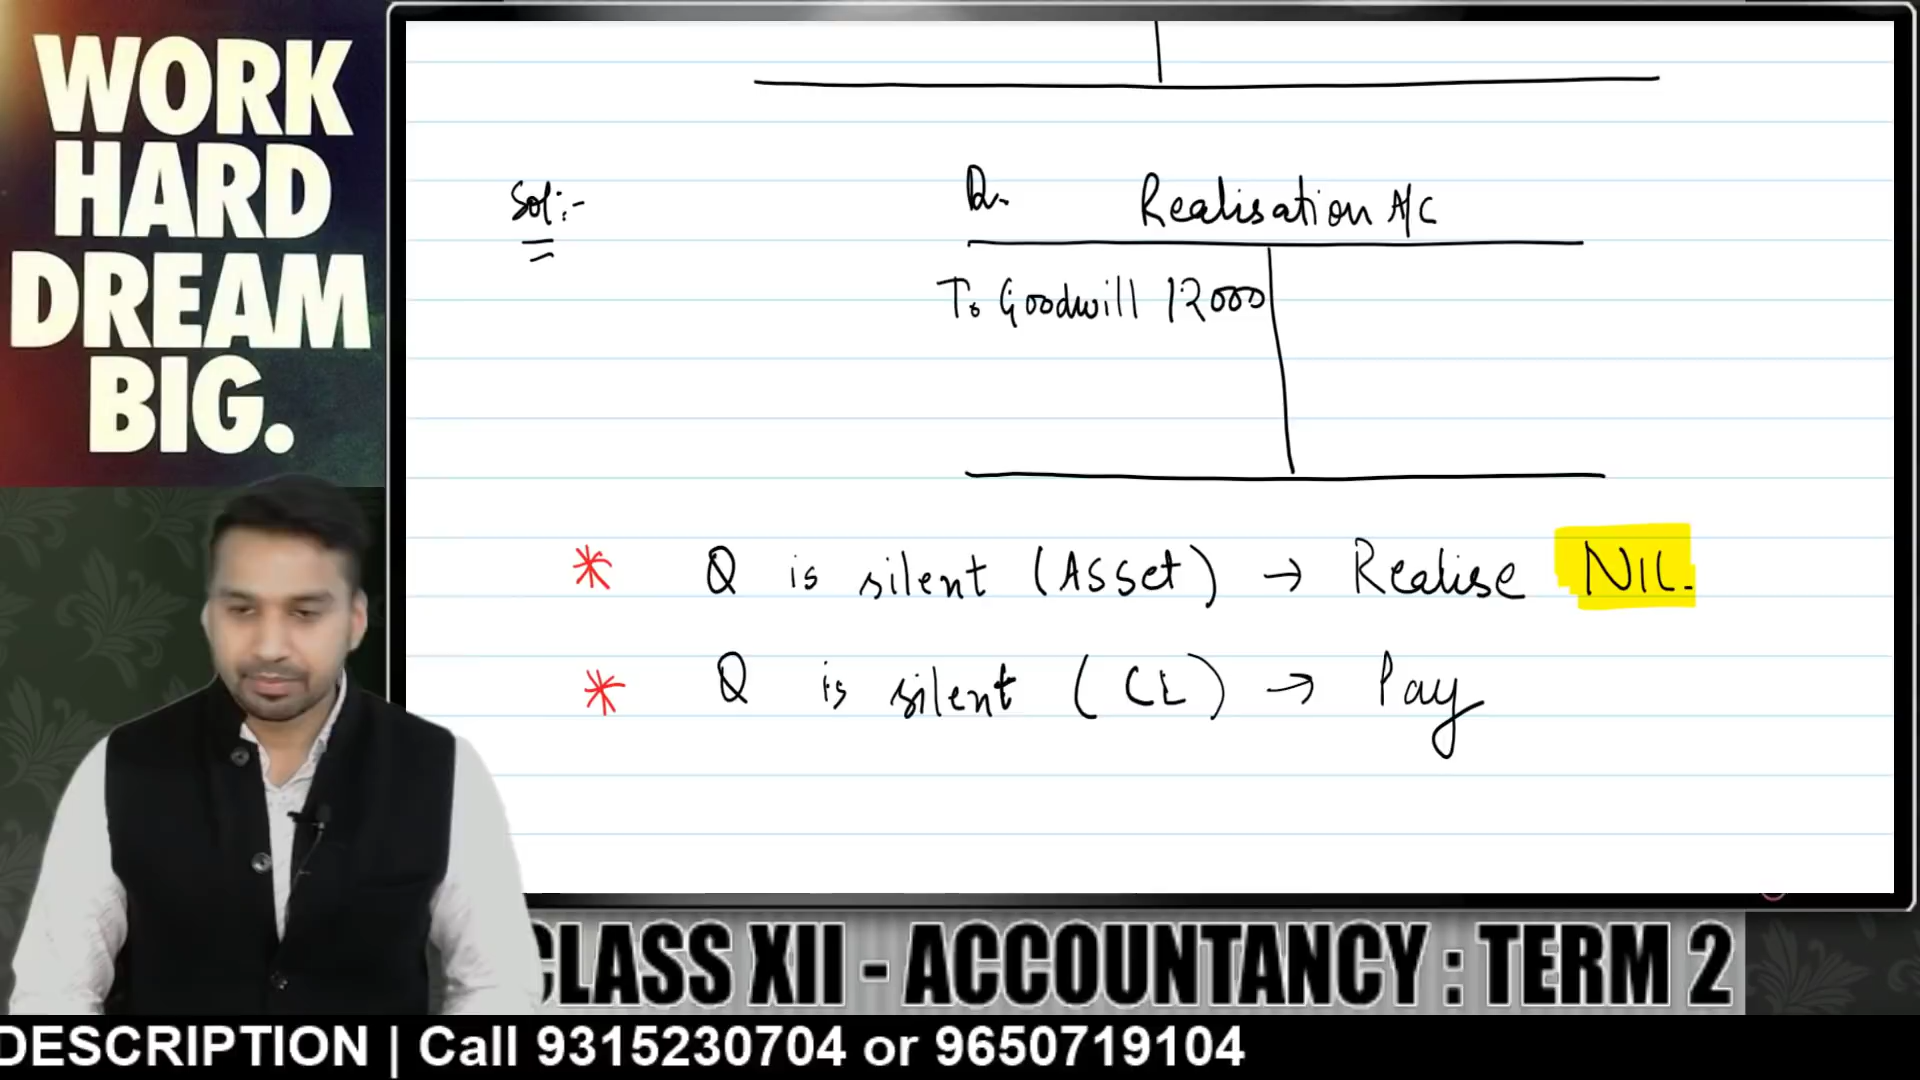 WORK
HARD
DREAM
BIG.
Sol:-
Dr. Realisation A/C
To Goodwill 12000
* Q is silent (Asset) → Realise NIL.
* Q is silent (CL) → Pay
CLASS XII - ACCOUNTANCY : TERM 2
DESCRIPTION | Call 9315230704 or 9650719104